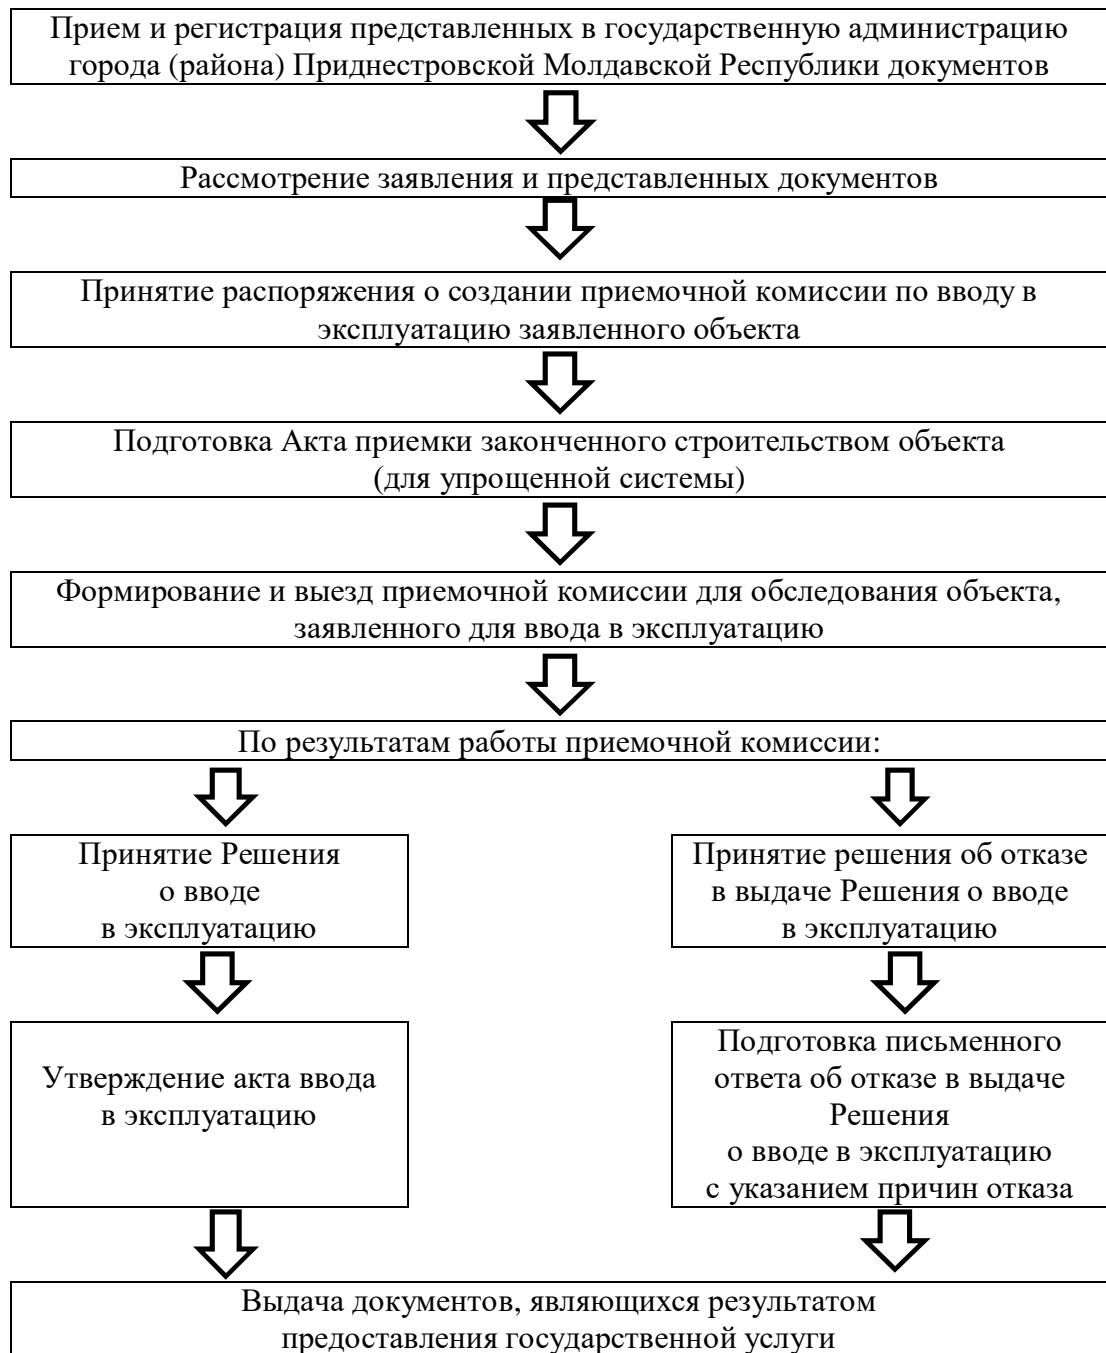 Прием и регистрация представленных в государственную администрацию
города (района) Приднестровской Молдавской Республики документов
Рассмотрение заявления и представленных документов
Принятие распоряжения о создании приемочной комиссии по вводу в
эксплуатацию заявленного объекта
Подготовка Акта приемки законченного строительством объекта
(для упрощенной системы)
Формирование и выезд приемочной комиссии для обследования объекта,
заявленного для ввода в эксплуатацию
По результатам работы приемочной комиссии:
Принятие Решения
о вводе
в эксплуатацию
Принятие решения об отказе
в выдаче Решения о вводе
в эксплуатацию
Утверждение акта ввода
в эксплуатацию
Подготовка письменного
ответа об отказе в выдаче
Решения
о вводе в эксплуатацию
с указанием причин отказа
Выдача документов, являющихся результатом
предоставления государственной услуги